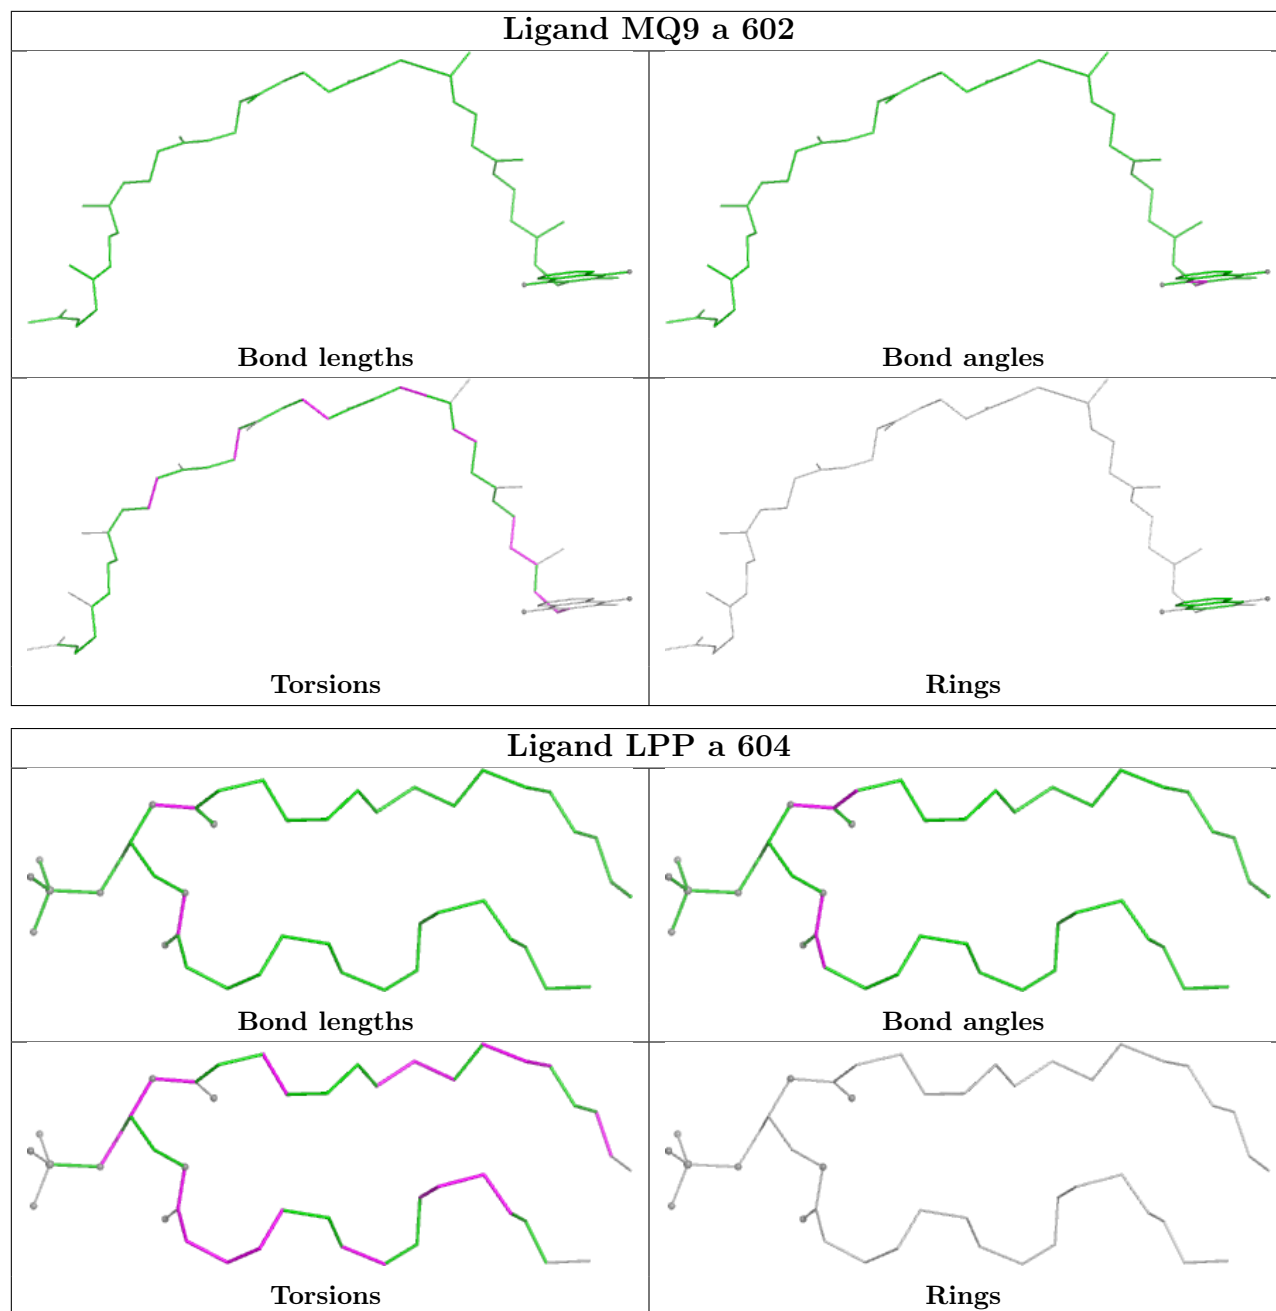 Ligand MQ9 a 602
Bond lengths
Bond angles
Torsions
Rings
Ligand LPP a 604
Bond lengths
Bond angles
Torsions
Rings